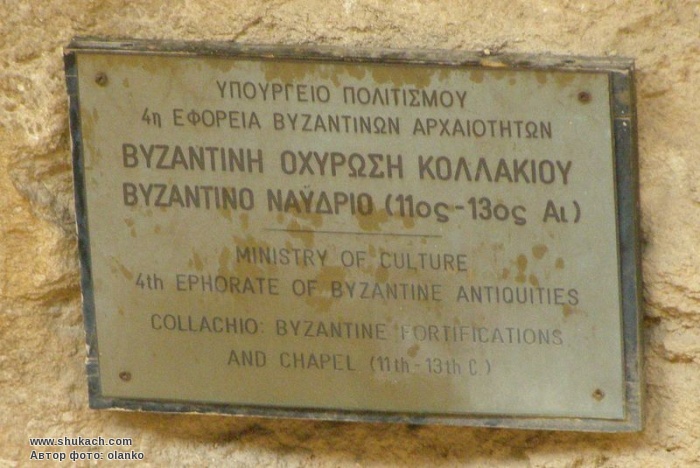 ΥΠΟΥΡΓΕΙΟ ΠΟΛΙΤΙΣΜΟΥ
4η ΕΦΟΡΕΙΑ ΒΥΖΑΝΤΙΝΩΝ ΑΡΧΑΙΟΤΗΤΩΝ
ΒΥΖΑΝΤΙΝΗ ΟΧΥΡΩΣΗ ΚΟΛΛΑΚΙΟΥ
ΒΥΖΑΝΤΙΝΟ ΝΑΫΔΡΙΟ (11ος-13ος Αι)
MINISTRY OF CULTURE
4th EPHORATE OF BYZANTINE ANTIQUITIES
COLLACHIO: BYZANTINE FORTIFICATIONS
AND CHAPEL (11th-13th C)
www.shukach.com
Автор фото: olanko